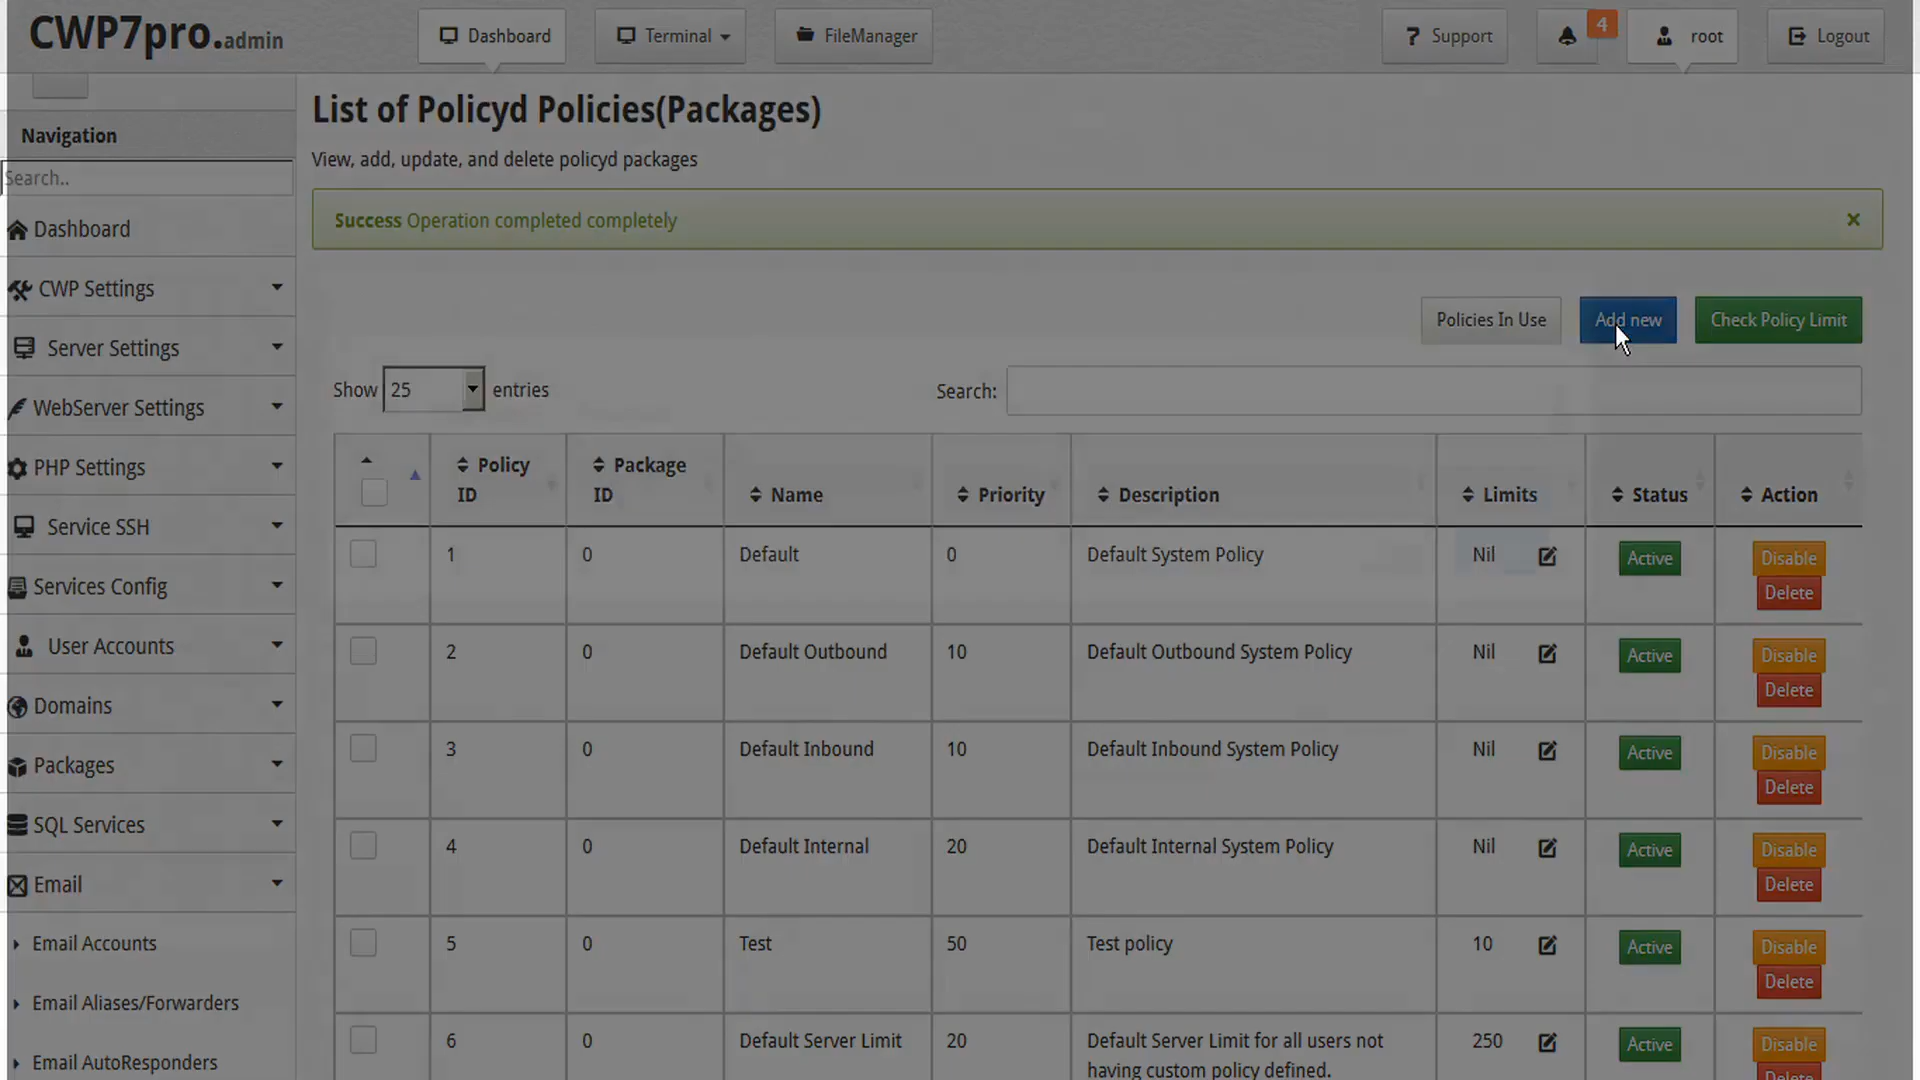 CWP7pro.admin
Dashboard
Terminal
FileManager
Support
4
root
Logout
Navigation
Search..
Dashboard
CWP Settings
Server Settings
WebServer Settings
PHP Settings
Service SSH
Services Config
User Accounts
Domains
Packages
SQL Services
Email
Email Accounts
Email Aliases/Forwarders
Email AutoResponders
List of Policyd Policies(Packages)
View, add, update, and delete policyd packages
Success Operation completed completely ×
Policies In Use
Add new
Check Policy Limit
Show 25 entries
Search:
Policy ID Package ID Name Priority Description Limits Status Action
1 0 Default 0 Default System Policy Nil Active Disable
Delete
2 0 Default Outbound 10 Default Outbound System Policy Nil Active Disable
Delete
3 0 Default Inbound 10 Default Inbound System Policy Nil Active Disable
Delete
4 0 Default Internal 20 Default Internal System Policy Nil Active Disable
Delete
5 0 Test 50 Test policy 10 Active Disable
Delete
6 0 Default Server Limit 20 Default Server Limit for all users not 250 Active Disable
having custom policy defined. Delete